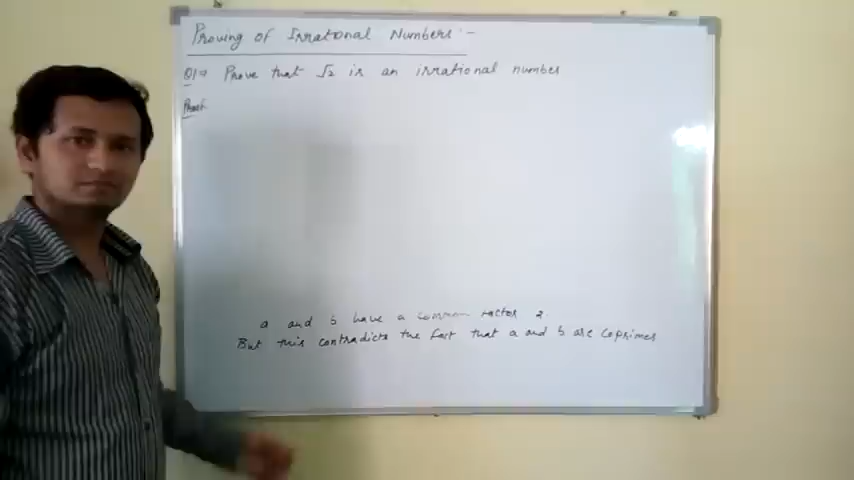 Proving of Irrational Numbers:-
Q1⇒ Prove that √2 is an irrational number
Proof:
a and b have a common factor 2.
But this contradicts the fact that a and b are coprimes